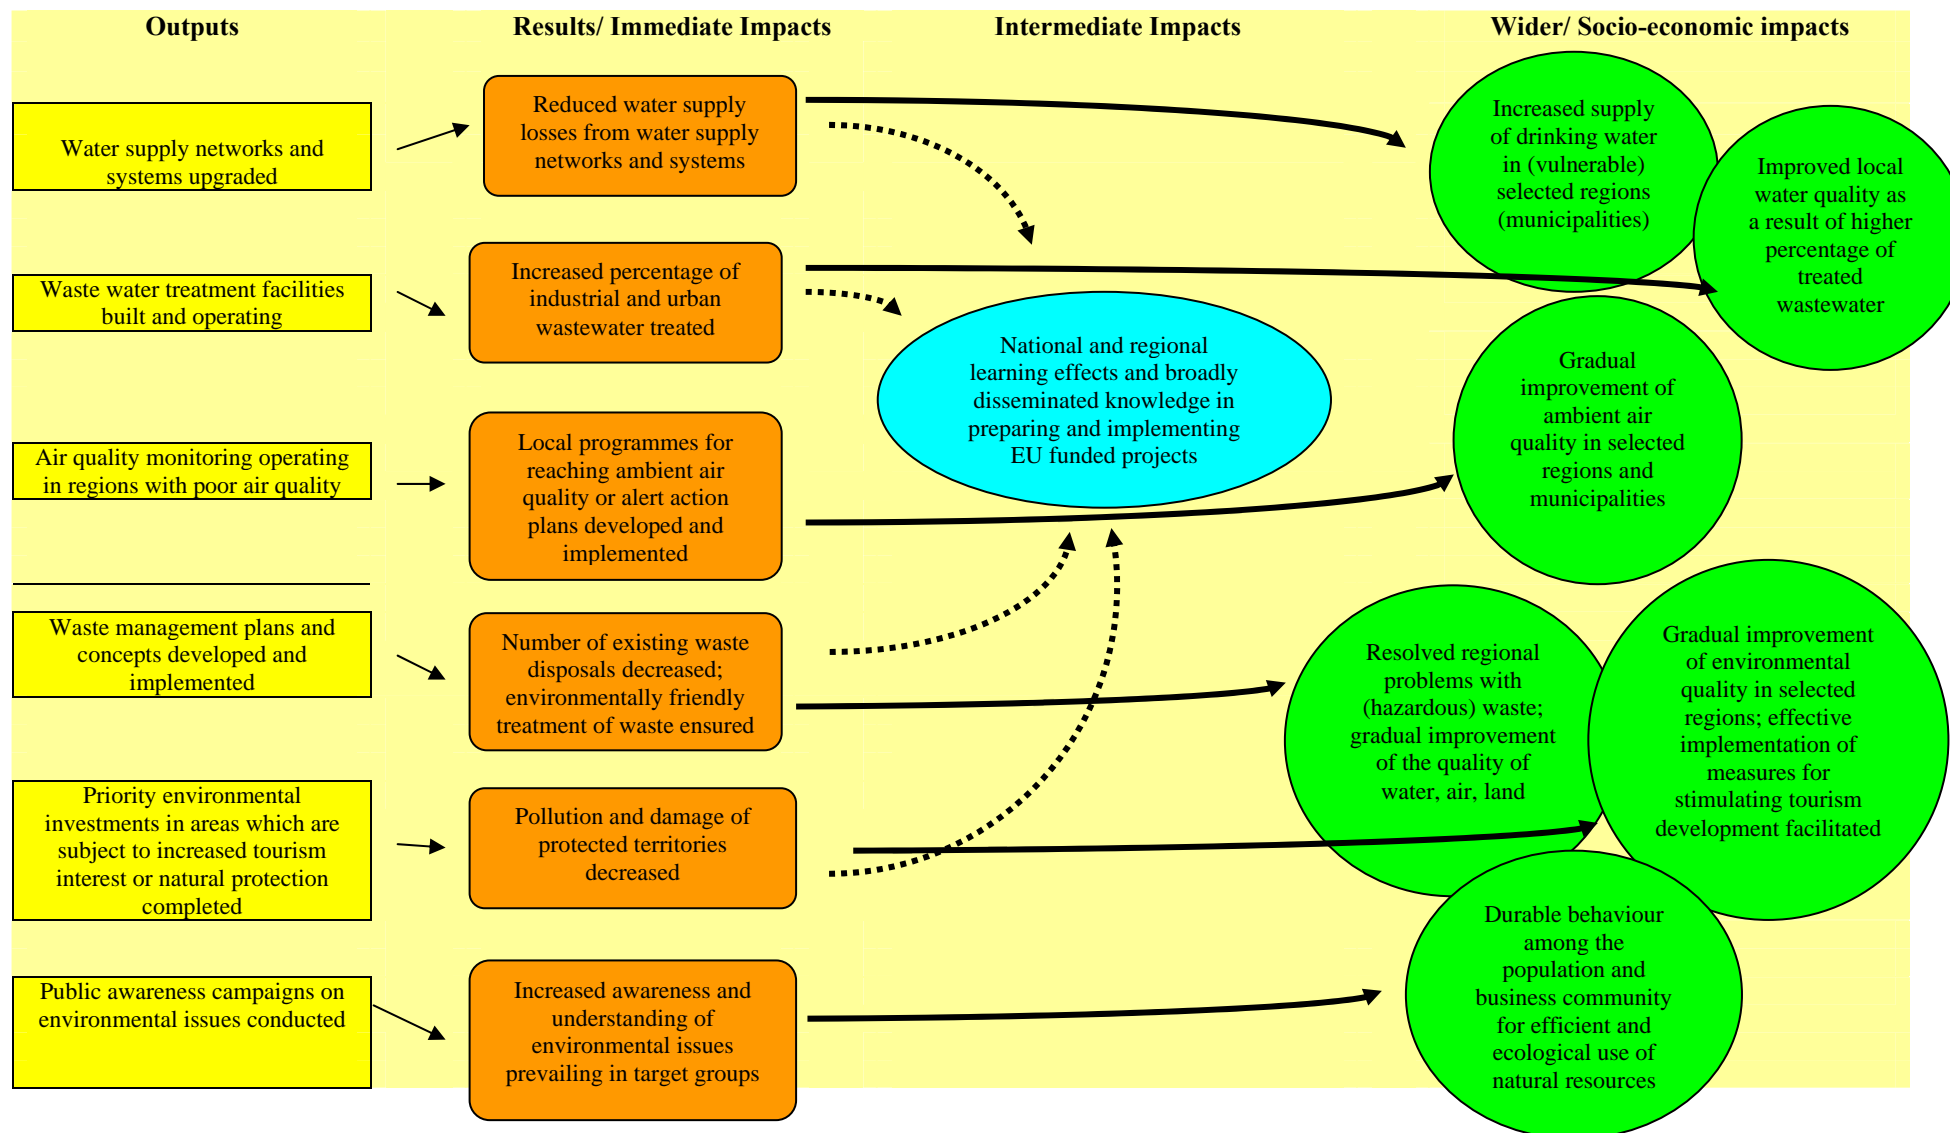 Outputs
Results/ Immediate Impacts
Intermediate Impacts
Wider/ Socio-economic impacts
Water supply networks and
systems upgraded
Reduced water supply
losses from water supply
networks and systems
Increased supply
of drinking water
in (vulnerable)
selected regions
(municipalities)
Improved local
water quality as
a result of higher
percentage of
treated
wastewater
Waste water treatment facilities
built and operating
Increased percentage of
industrial and urban
wastewater treated
National and regional
learning effects and broadly
disseminated knowledge in
preparing and implementing
EU funded projects
Gradual
improvement of
ambient air
quality in selected
regions and
municipalities
Air quality monitoring operating
in regions with poor air quality
Local programmes for
reaching ambient air
quality or alert action
plans developed and
implemented
Waste management plans and
concepts developed and
implemented
Number of existing waste
disposals decreased;
environmentally friendly
treatment of waste ensured
Resolved regional
problems with
(hazardous) waste;
gradual improvement
of the quality of
water, air, land
Gradual improvement
of environmental
quality in selected
regions; effective
implementation of
measures for
stimulating tourism
development facilitated
Priority environmental
investments in areas which are
subject to increased tourism
interest or natural protection
completed
Pollution and damage of
protected territories
decreased
Public awareness campaigns on
environmental issues conducted
Increased awareness and
understanding of
environmental issues
prevailing in target groups
Durable behaviour
among the
population and
business community
for efficient and
ecological use of
natural resources